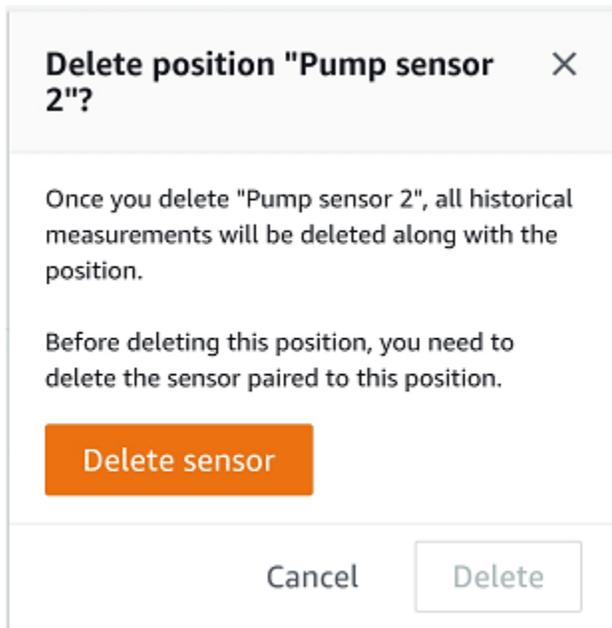 Delete position "Pump sensor
2"?
Once you delete "Pump sensor 2", all historical
measurements will be deleted along with the
position.
Before deleting this position, you need to
delete the sensor paired to this position.
Delete sensor
Cancel
Delete